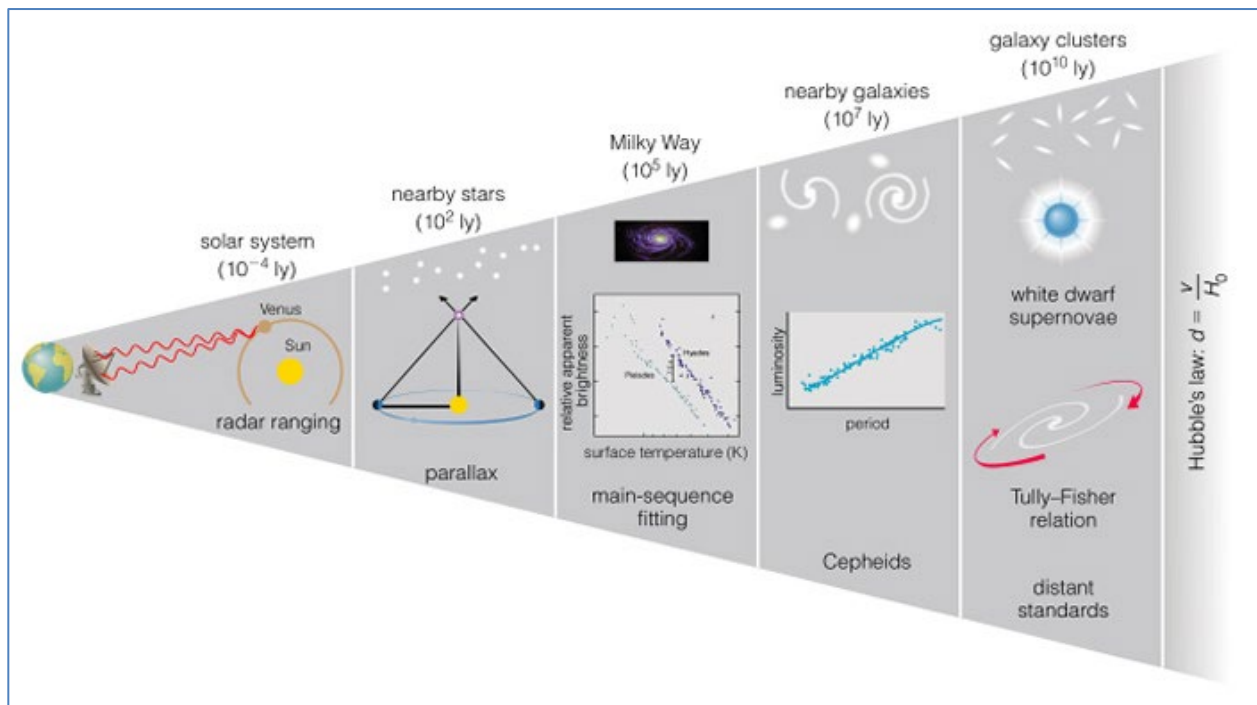 solar system
(10⁻⁴ ly)
Venus
Sun
radar ranging
nearby stars
(10² ly)
parallax
Milky Way
(10⁵ ly)
relative apparent
brightness
Pleiades
Hyades
surface temperature (K)
main-sequence
fitting
nearby galaxies
(10⁷ ly)
luminosity
period
Cepheids
galaxy clusters
(10¹⁰ ly)
white dwarf
supernovae
Tully–Fisher
relation
distant
standards
Hubble's law: d = v/H₀